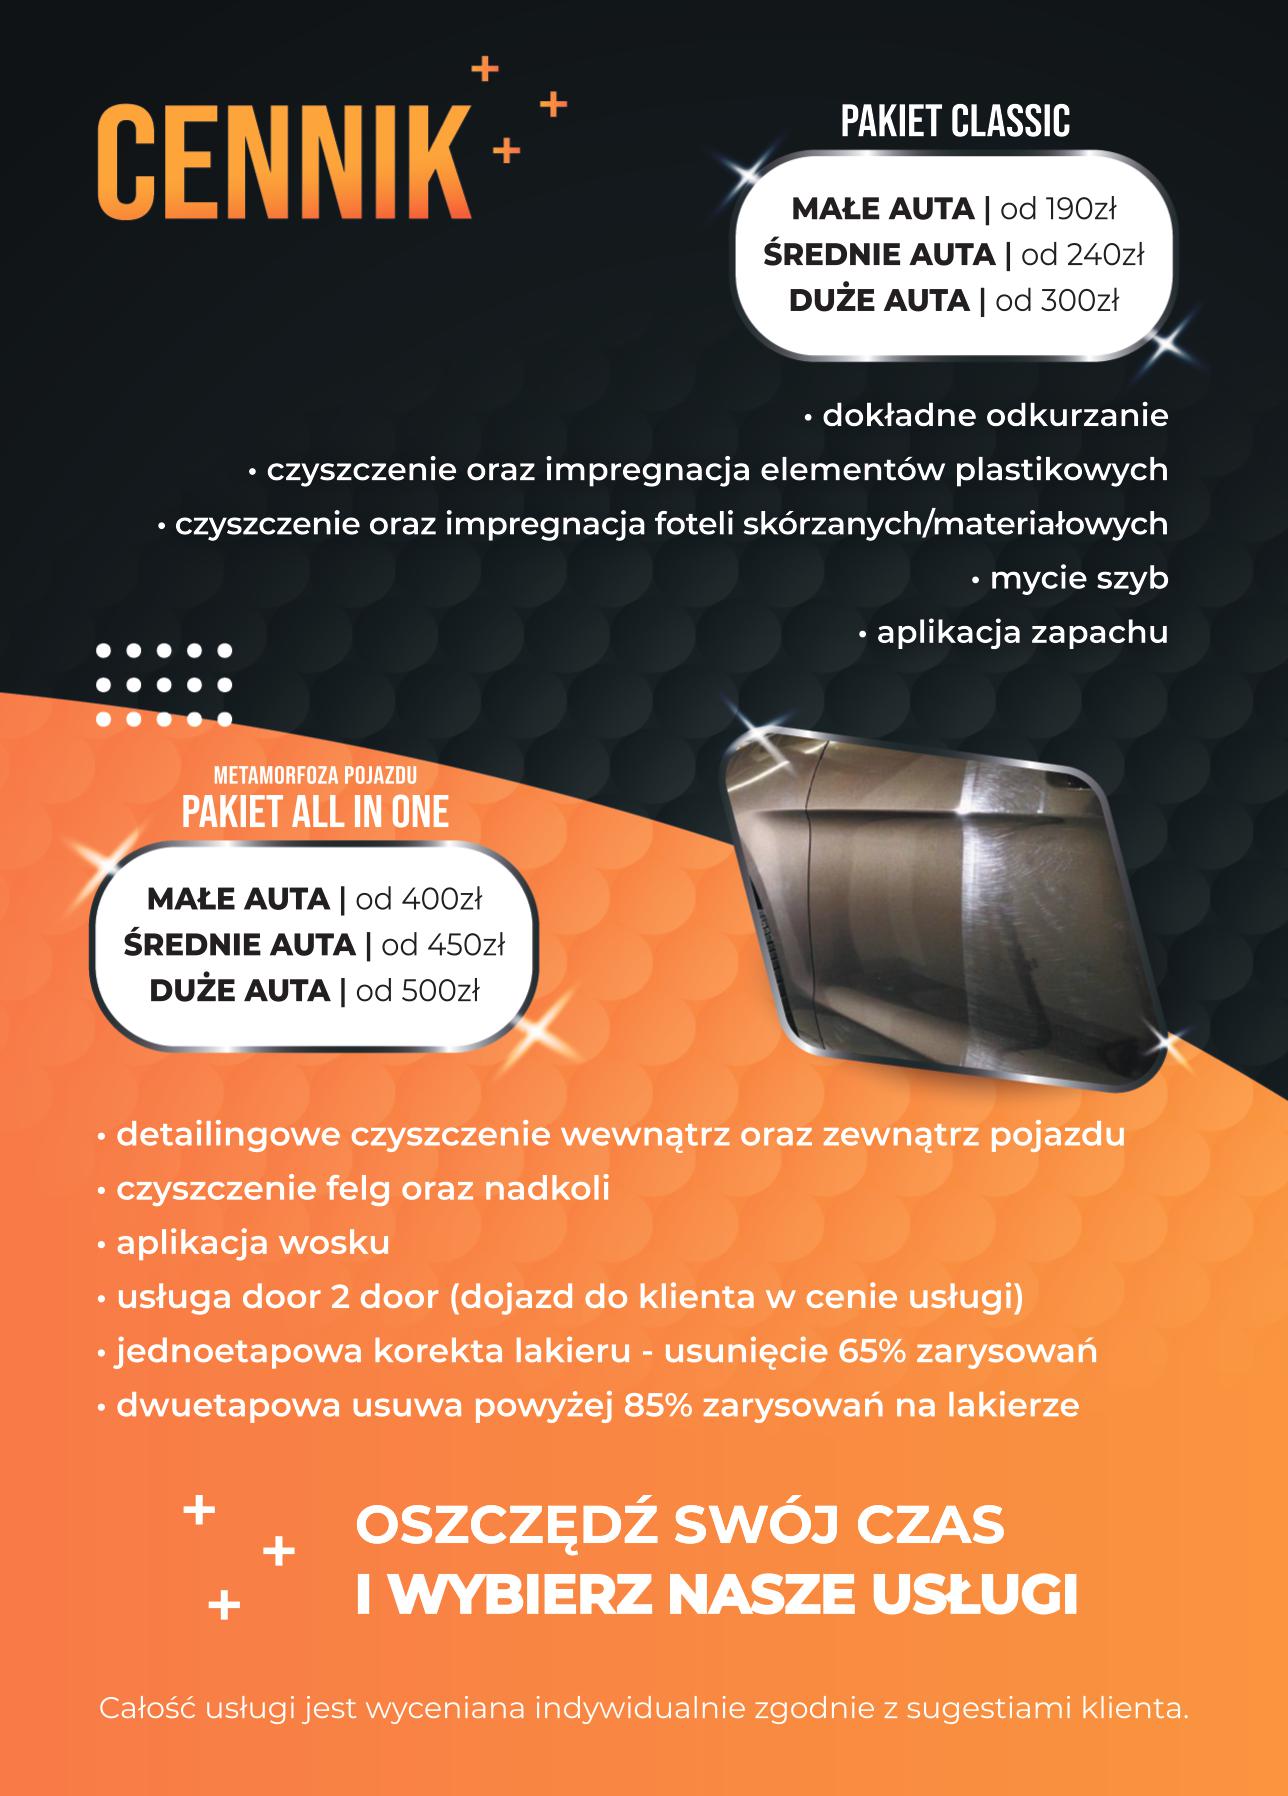 CENNIK
PAKIET CLASSIC
MAŁE AUTA | od 190zł
ŚREDNIE AUTA | od 240zł
DUŻE AUTA | od 300zł
• dokładne odkurzanie
• czyszczenie oraz impregnacja elementów plastikowych
• czyszczenie oraz impregnacja foteli skórzanych/materiałowych
• mycie szyb
• aplikacja zapachu
METAMORFOZA POJAZDU
PAKIET ALL IN ONE
MAŁE AUTA | od 400zł
ŚREDNIE AUTA | od 450zł
DUŻE AUTA | od 500zł
• detailingowe czyszczenie wewnątrz oraz zewnątrz pojazdu
• czyszczenie felg oraz nadkoli
• aplikacja wosku
• usługa door 2 door (dojazd do klienta w cenie usługi)
• jednoetapowa korekta lakieru - usunięcie 65% zarysowań
• dwuetapowa usuwa powyżej 85% zarysowań na lakierze
OSZCZĘDŹ SWÓJ CZAS
I WYBIERZ NASZE USŁUGI
Całość usługi jest wyceniana indywidualnie zgodnie z sugestiami klienta.